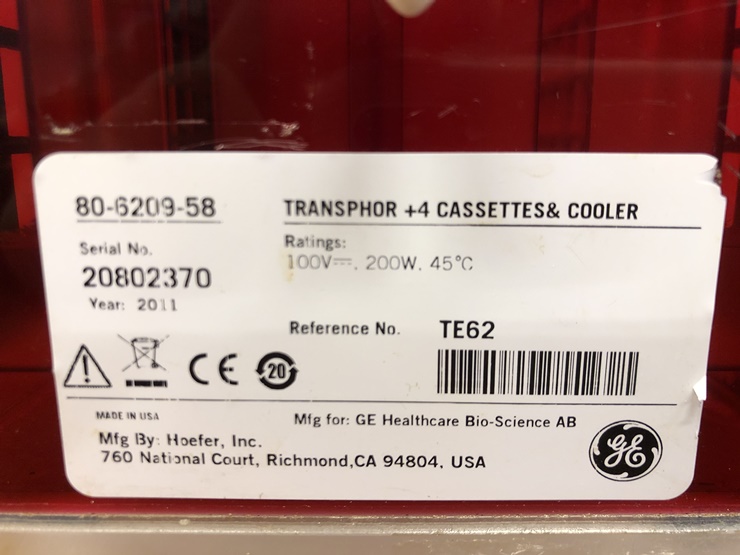 80-6209-58
TRANSPHOR +4 CASSETTES& COOLER
Serial No.
20802370
Year: 2011
Ratings:
100V⎓, 200W, 45°C
Reference No. TE62
CE
20
MADE IN USA
Mfg for: GE Healthcare Bio-Science AB
Mfg By: Hoefer, Inc.
760 National Court, Richmond,CA 94804, USA
GE